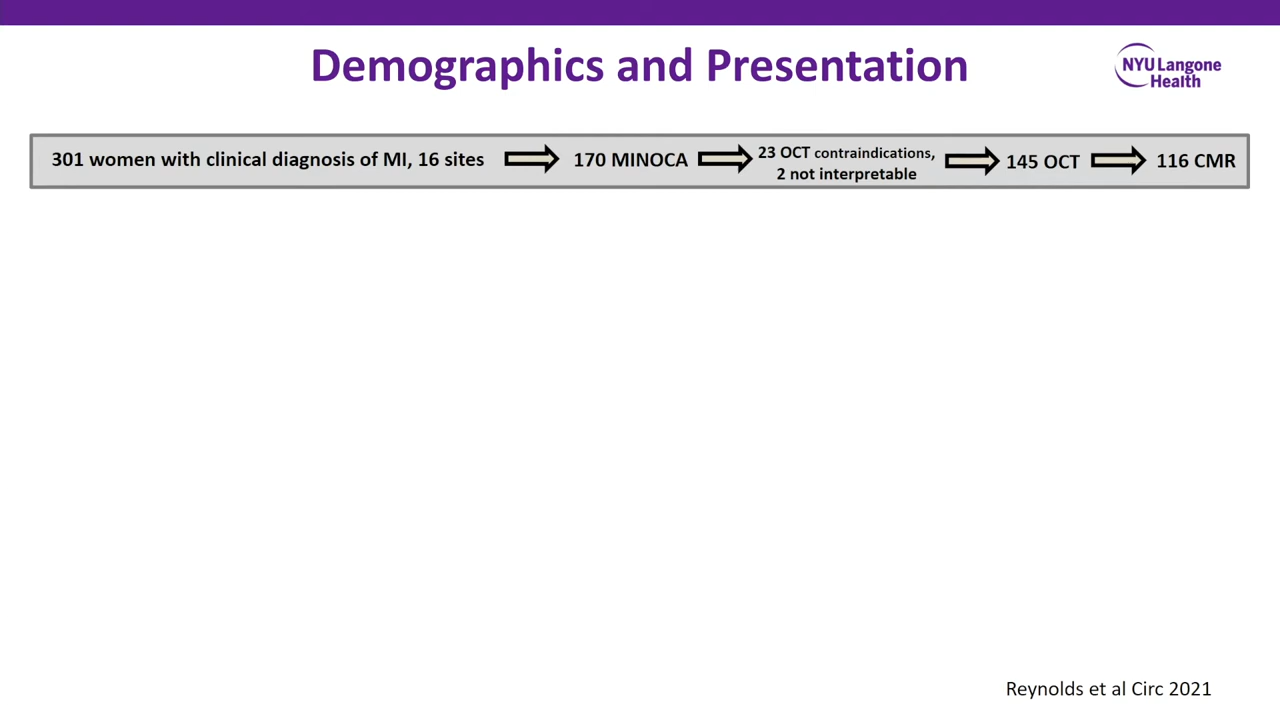 Demographics and Presentation
NYU Langone
Health
301 women with clinical diagnosis of MI, 16 sites
170 MINOCA
23 OCT contraindications,
2 not interpretable
145 OCT
116 CMR
Reynolds et al Circ 2021